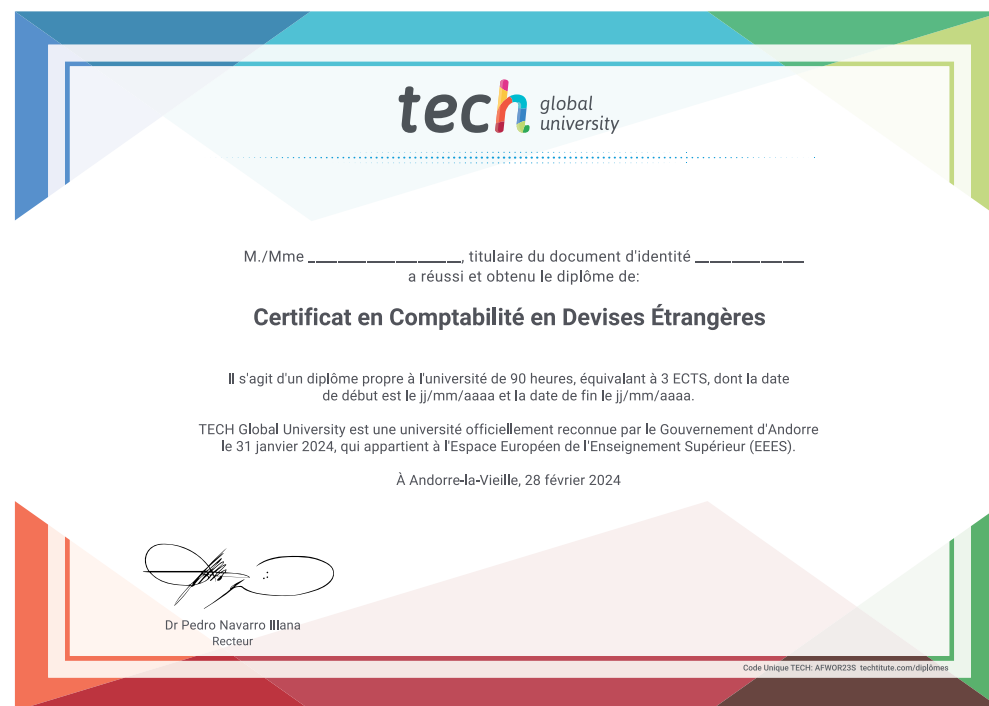 tech global
university
M./Mme ____________________, titulaire du document d'identité ______________
a réussi et obtenu le diplôme de:
Certificat en Comptabilité en Devises Étrangères
Il s'agit d'un diplôme propre à l'université de 90 heures, équivalant à 3 ECTS, dont la date
de début est le jj/mm/aaaa et la date de fin le jj/mm/aaaa.
TECH Global University est une université officiellement reconnue par le Gouvernement d'Andorre
le 31 janvier 2024, qui appartient à l'Espace Européen de l'Enseignement Supérieur (EEES).
À Andorre-la-Vieille, 28 février 2024
Dr Pedro Navarro Illana
Recteur
Code Unique TECH: AFWOR23S techtitute.com/diplômes